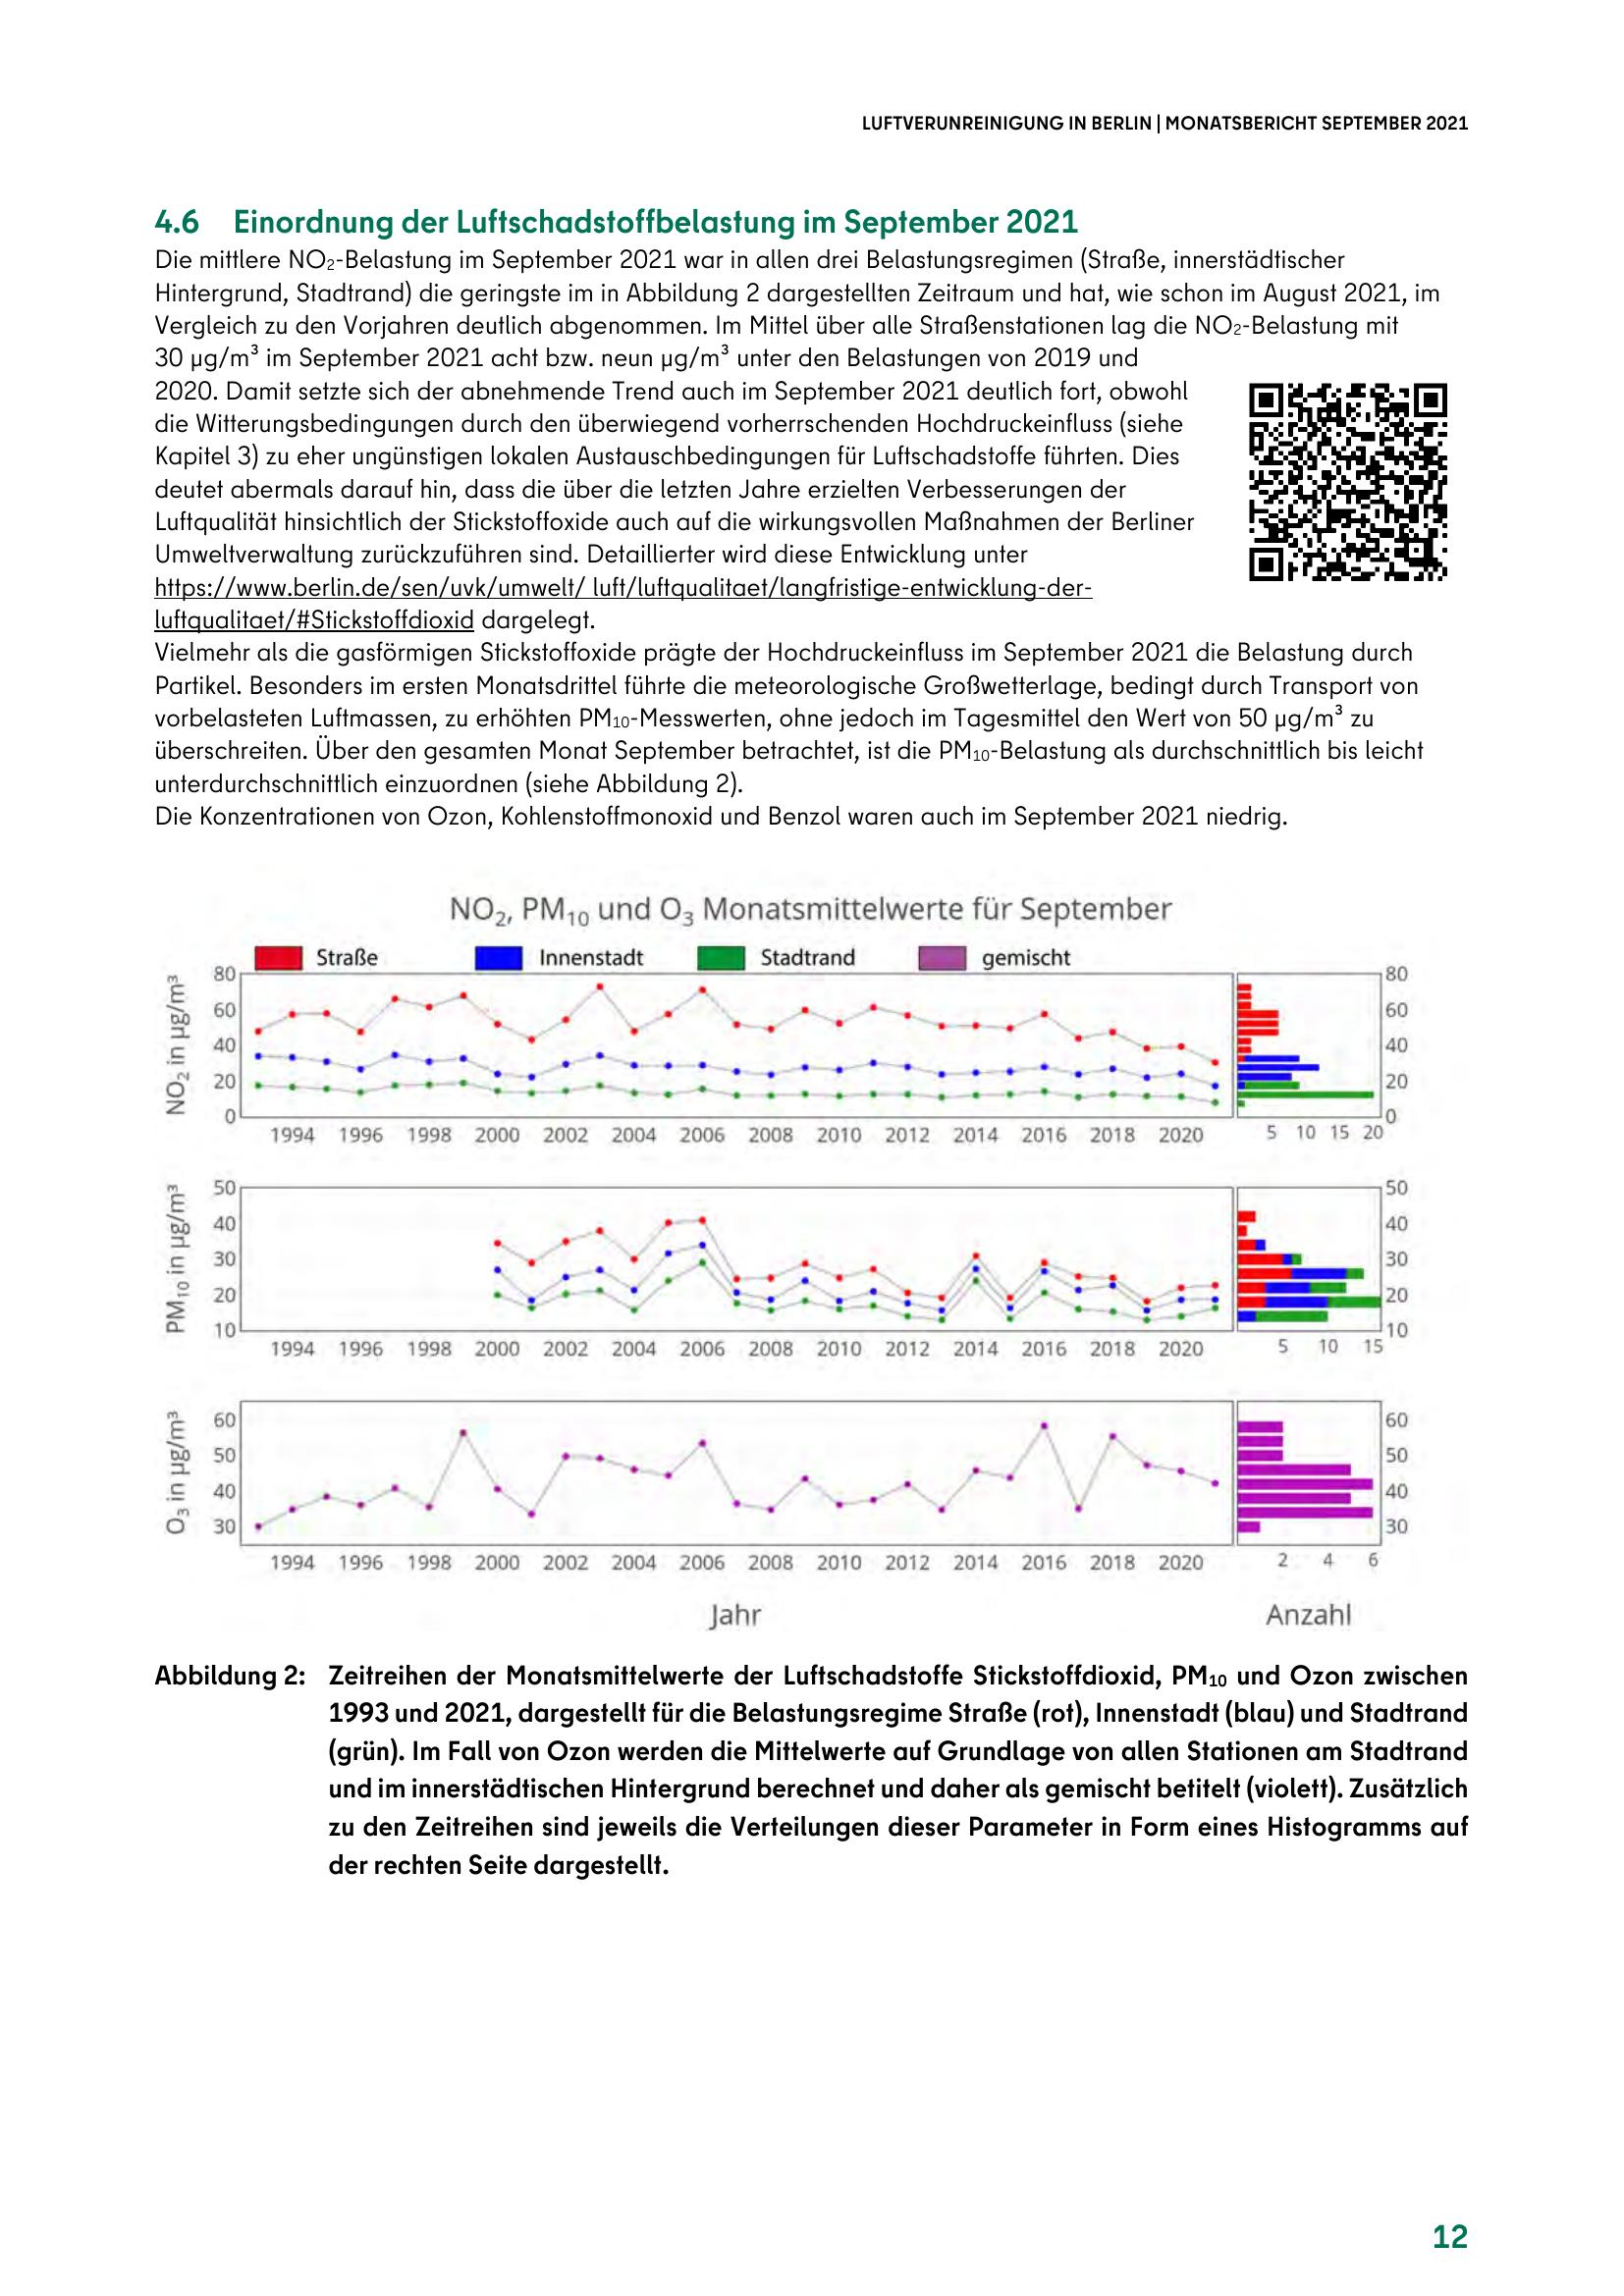 LUFTVERUNREINIGUNG IN BERLIN | MONATSBERICHT SEPTEMBER 2021
4.6 Einordnung der Luftschadstoffbelastung im September 2021
Die mittlere NO₂-Belastung im September 2021 war in allen drei Belastungsregimen (Straße, innerstädtischer
Hintergrund, Stadtrand) die geringste im in Abbildung 2 dargestellten Zeitraum und hat, wie schon im August 2021, im
Vergleich zu den Vorjahren deutlich abgenommen. Im Mittel über alle Straßenstationen lag die NO₂-Belastung mit
30 µg/m³ im September 2021 acht bzw. neun µg/m³ unter den Belastungen von 2019 und
2020. Damit setzte sich der abnehmende Trend auch im September 2021 deutlich fort, obwohl
die Witterungsbedingungen durch den überwiegend vorherrschenden Hochdruckeinfluss (siehe
Kapitel 3) zu eher ungünstigen lokalen Austauschbedingungen für Luftschadstoffe führten. Dies
deutet abermals darauf hin, dass die über die letzten Jahre erzielten Verbesserungen der
Luftqualität hinsichtlich der Stickstoffoxide auch auf die wirkungsvollen Maßnahmen der Berliner
Umweltverwaltung zurückzuführen sind. Detaillierter wird diese Entwicklung unter
https://www.berlin.de/sen/uvk/umwelt/ luft/luftqualitaet/langfristige-entwicklung-der-
luftqualitaet/#Stickstoffdioxid dargelegt.
Vielmehr als die gasförmigen Stickstoffoxide prägte der Hochdruckeinfluss im September 2021 die Belastung durch
Partikel. Besonders im ersten Monatsdrittel führte die meteorologische Großwetterlage, bedingt durch Transport von
vorbelasteten Luftmassen, zu erhöhten PM₁₀-Messwerten, ohne jedoch im Tagesmittel den Wert von 50 µg/m³ zu
überschreiten. Über den gesamten Monat September betrachtet, ist die PM₁₀-Belastung als durchschnittlich bis leicht
unterdurchschnittlich einzuordnen (siehe Abbildung 2).
Die Konzentrationen von Ozon, Kohlenstoffmonoxid und Benzol waren auch im September 2021 niedrig.
NO₂, PM₁₀ und O₃ Monatsmittelwerte für September
Straße Innenstadt Stadtrand gemischt
NO₂ in µg/m³
80 80
60 60
40 40
20 20
0 0
1994 1996 1998 2000 2002 2004 2006 2008 2010 2012 2014 2016 2018 2020 5 10 15 20
PM₁₀ in µg/m³
50 50
40 40
30 30
20 20
10 10
1994 1996 1998 2000 2002 2004 2006 2008 2010 2012 2014 2016 2018 2020 5 10 15
O₃ in µg/m³
60 60
50 50
40 40
30 30
1994 1996 1998 2000 2002 2004 2006 2008 2010 2012 2014 2016 2018 2020 2 4 6
Jahr Anzahl
Abbildung 2: Zeitreihen der Monatsmittelwerte der Luftschadstoffe Stickstoffdioxid, PM₁₀ und Ozon zwischen
1993 und 2021, dargestellt für die Belastungsregime Straße (rot), Innenstadt (blau) und Stadtrand
(grün). Im Fall von Ozon werden die Mittelwerte auf Grundlage von allen Stationen am Stadtrand
und im innerstädtischen Hintergrund berechnet und daher als gemischt betitelt (violett). Zusätzlich
zu den Zeitreihen sind jeweils die Verteilungen dieser Parameter in Form eines Histogramms auf
der rechten Seite dargestellt.
12